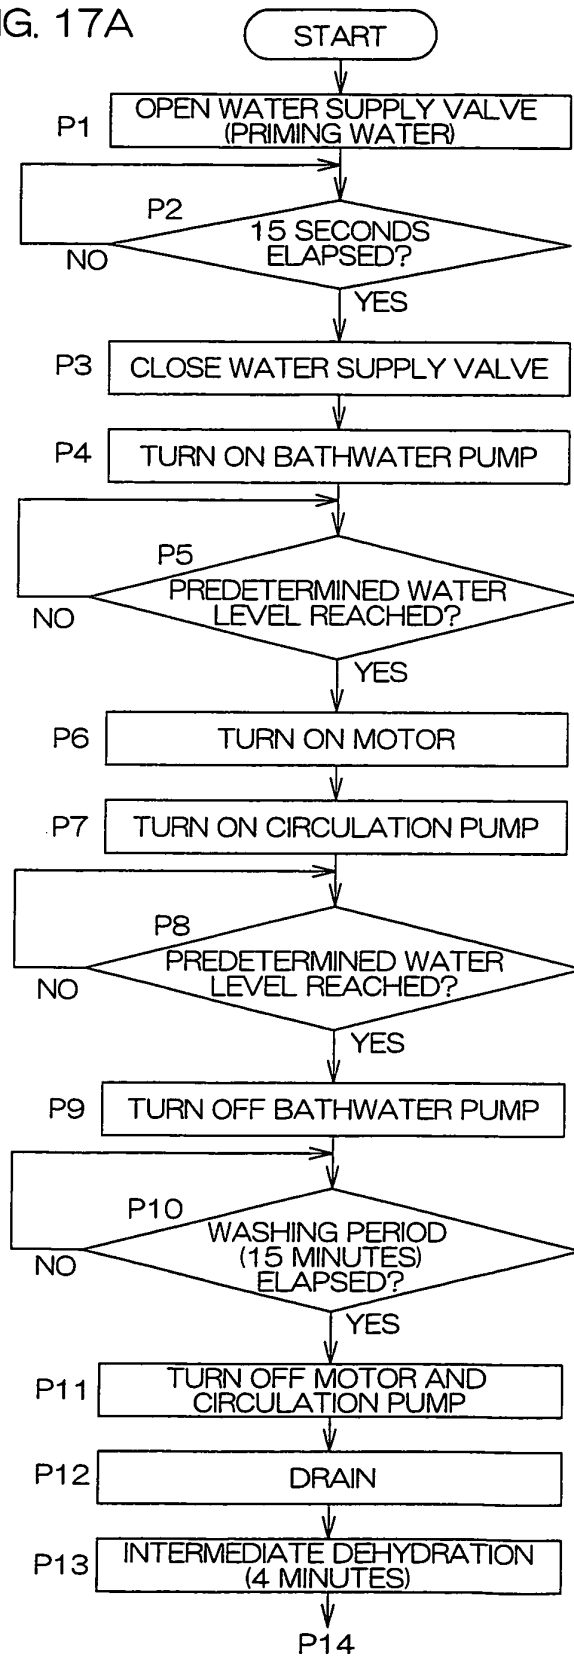 IG. 17A
START
P1
OPEN WATER SUPPLY VALVE
(PRIMING WATER)
P2
15 SECONDS
ELAPSED?
NO
YES
P3
CLOSE WATER SUPPLY VALVE
P4
TURN ON BATHWATER PUMP
P5
PREDETERMINED WATER
LEVEL REACHED?
NO
YES
P6
TURN ON MOTOR
P7
TURN ON CIRCULATION PUMP
P8
PREDETERMINED WATER
LEVEL REACHED?
NO
YES
P9
TURN OFF BATHWATER PUMP
P10
WASHING PERIOD
(15 MINUTES)
ELAPSED?
NO
YES
P11
TURN OFF MOTOR AND
CIRCULATION PUMP
P12
DRAIN
P13
INTERMEDIATE DEHYDRATION
(4 MINUTES)
P14